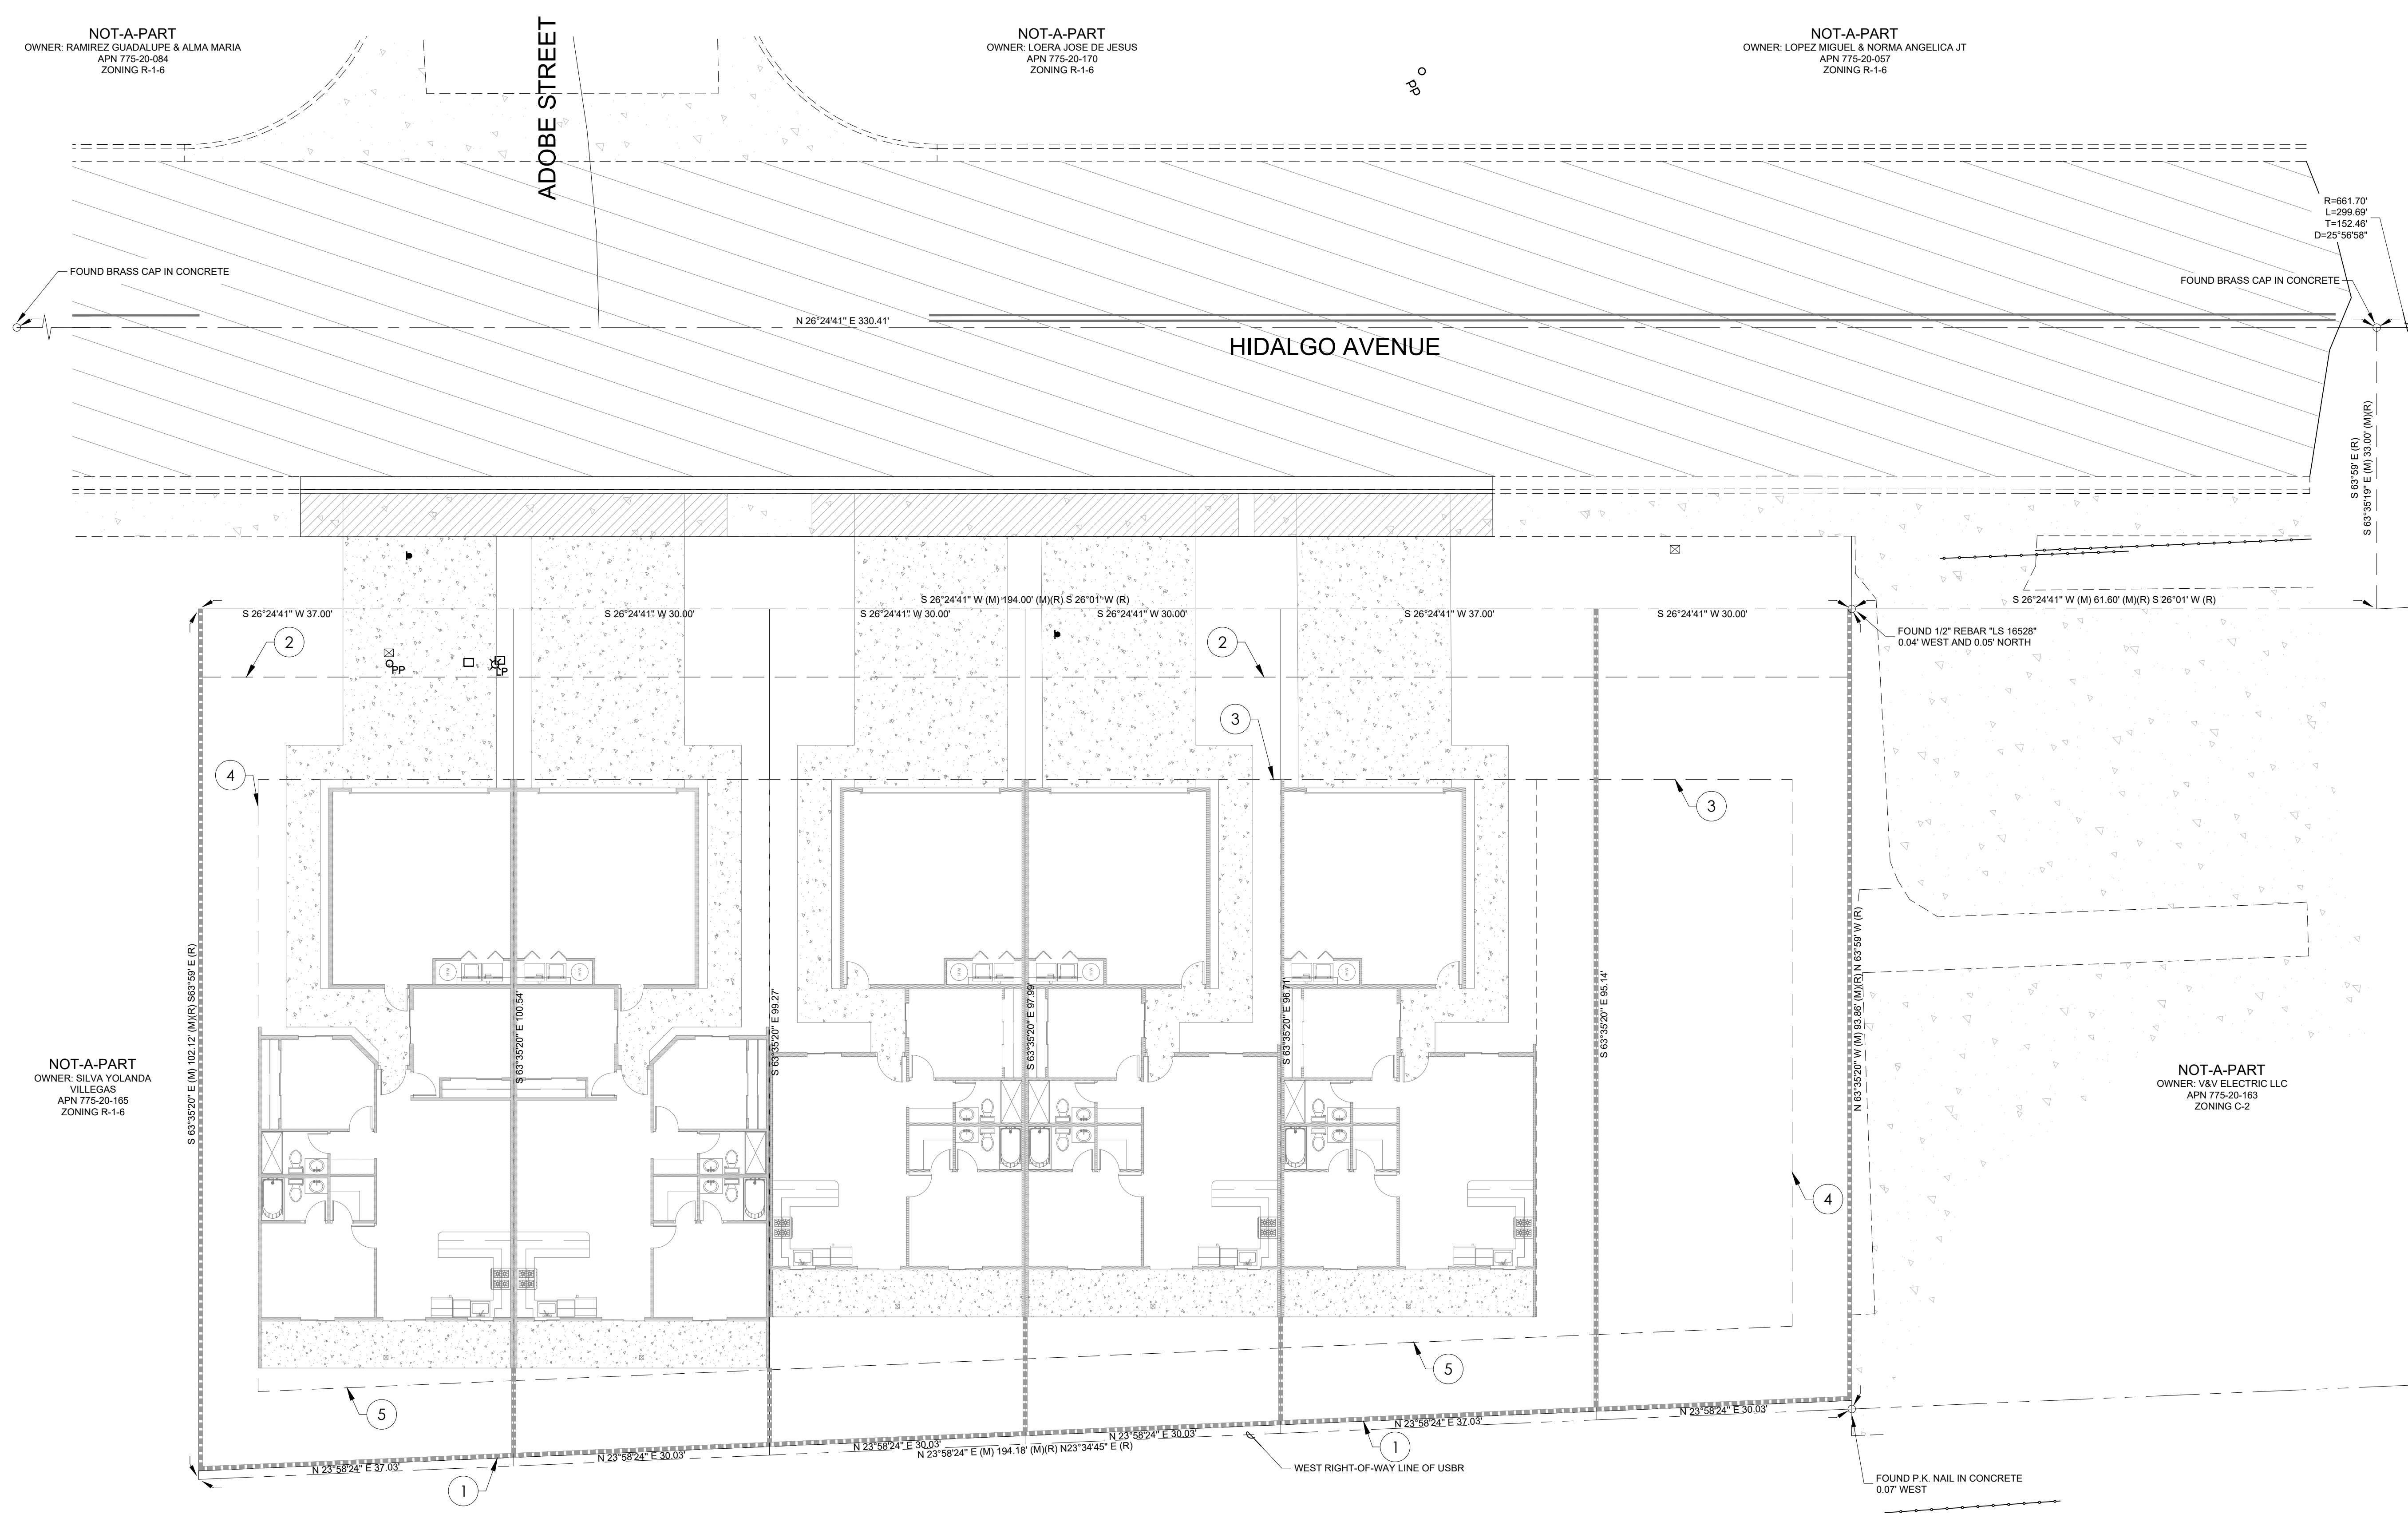 NOT-A-PART
OWNER: RAMIREZ GUADALUPE & ALMA MARIA
APN 775-20-084
ZONING R-1-6
ADOBE STREET
NOT-A-PART
OWNER: LOERA JOSE DE JESUS
APN 775-20-170
ZONING R-1-6
PP
NOT-A-PART
OWNER: LOPEZ MIGUEL & NORMA ANGELICA JT
APN 775-20-057
ZONING R-1-6
R=661.70'
L=299.69'
T=152.46'
D=25°56'58"
FOUND BRASS CAP IN CONCRETE
FOUND BRASS CAP IN CONCRETE
N 26°24'41" E 330.41'
HIDALGO AVENUE
S 63°59' E (R)
S 63°35'19" E (M) 33.00' (M)(R)
S 26°24'41" W (M) 194.00' (M)(R) S 26°01' W (R)
S 26°24'41" W (M) 61.60' (M)(R) S 26°01' W (R)
S 26°24'41" W 37.00'
S 26°24'41" W 30.00'
S 26°24'41" W 30.00'
S 26°24'41" W 30.00'
S 26°24'41" W 37.00'
S 26°24'41" W 30.00'
FOUND 1/2" REBAR "LS 16528"
0.04' WEST AND 0.05' NORTH
2
2
PP
LP
3
4
3
S 63°35'20" E (M) 102.12' (M)(R) S63°59' E (R)
S 63°35'20" E 100.54'
S 63°35'20" E 99.27'
S 63°35'20" E 97.99'
S 63°35'20" E 96.71'
S 63°35'20" E 95.14'
N 63°35'20" W (M) 93.86' (M)(R) N 63°59' W (R)
NOT-A-PART
OWNER: SILVA YOLANDA
VILLEGAS
APN 775-20-165
ZONING R-1-6
NOT-A-PART
OWNER: V&V ELECTRIC LLC
APN 775-20-163
ZONING C-2
4
5
5
N 23°58'24" E 37.03'
N 23°58'24" E 30.03'
N 23°58'24" E 30.03'
N 23°58'24" E 30.03'
N 23°58'24" E 37.03'
N 23°58'24" E 30.03'
N 23°58'24" E (M) 194.18' (M)(R) N23°34'45" E (R)
1
1
WEST RIGHT-OF-WAY LINE OF USBR
FOUND P.K. NAIL IN CONCRETE
0.07' WEST